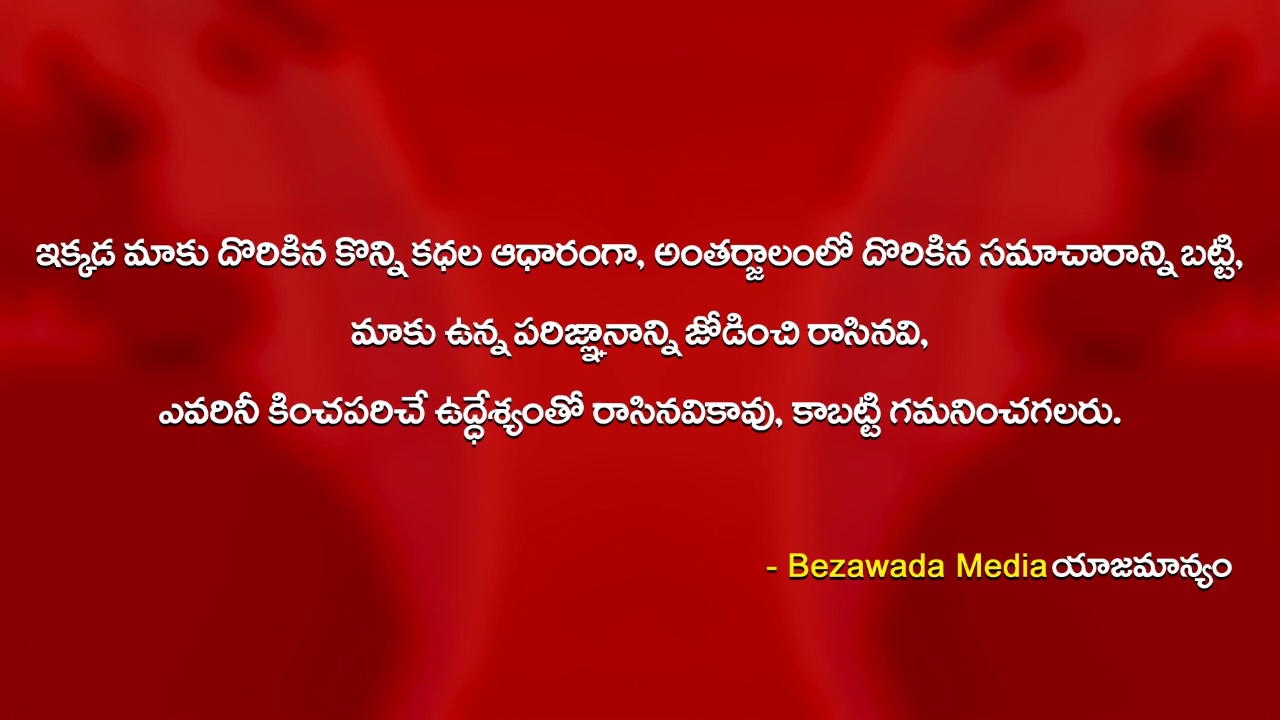 ఇక్కడ మాకు దొరికిన కొన్ని కధల ఆధారంగా, అంతర్జాలంలో దొరికిన సమాచారాన్ని బట్టి,
మాకు ఉన్న పరిజ్ఞానాన్ని జోడించి రాసినవి,
ఎవరినీ కించపరిచే ఉద్ధేశ్యంతో రాసినవికావు, కాబట్టి గమనించగలరు.
- Bezawada Media యాజమాన్యం